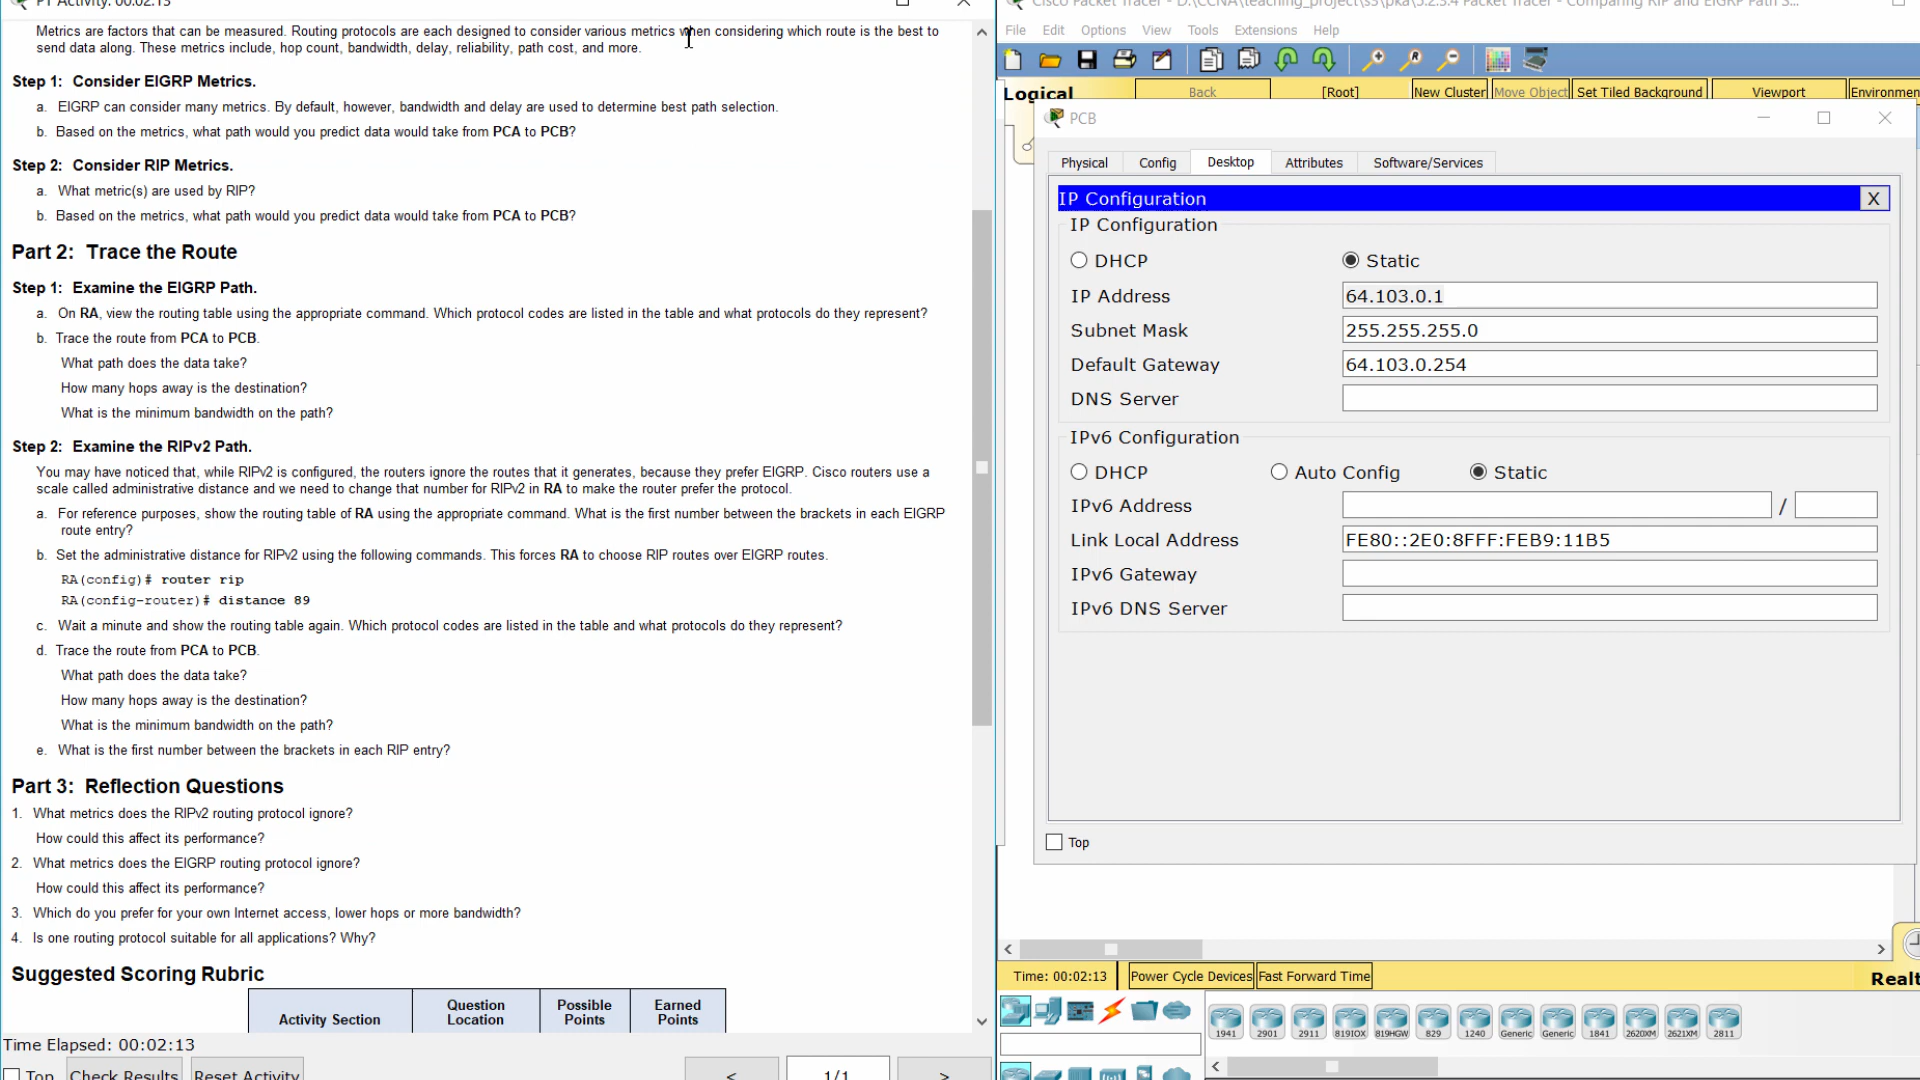 PT Activity: 00:02:13
Metrics are factors that can be measured. Routing protocols are each designed to consider various metrics when considering which route is the best to
send data along. These metrics include, hop count, bandwidth, delay, reliability, path cost, and more.
Step 1: Consider EIGRP Metrics.
a. EIGRP can consider many metrics. By default, however, bandwidth and delay are used to determine best path selection.
b. Based on the metrics, what path would you predict data would take from PCA to PCB?
Step 2: Consider RIP Metrics.
a. What metric(s) are used by RIP?
b. Based on the metrics, what path would you predict data would take from PCA to PCB?
Part 2: Trace the Route
Step 1: Examine the EIGRP Path.
a. On RA, view the routing table using the appropriate command. Which protocol codes are listed in the table and what protocols do they represent?
b. Trace the route from PCA to PCB.
What path does the data take?
How many hops away is the destination?
What is the minimum bandwidth on the path?
Step 2: Examine the RIPv2 Path.
You may have noticed that, while RIPv2 is configured, the routers ignore the routes that it generates, because they prefer EIGRP. Cisco routers use a
scale called administrative distance and we need to change that number for RIPv2 in RA to make the router prefer the protocol.
a. For reference purposes, show the routing table of RA using the appropriate command. What is the first number between the brackets in each EIGRP
route entry?
b. Set the administrative distance for RIPv2 using the following commands. This forces RA to choose RIP routes over EIGRP routes.
RA(config)# router rip
RA(config-router)# distance 89
c. Wait a minute and show the routing table again. Which protocol codes are listed in the table and what protocols do they represent?
d. Trace the route from PCA to PCB.
What path does the data take?
How many hops away is the destination?
What is the minimum bandwidth on the path?
e. What is the first number between the brackets in each RIP entry?
Part 3: Reflection Questions
1. What metrics does the RIPv2 routing protocol ignore?
How could this affect its performance?
2. What metrics does the EIGRP routing protocol ignore?
How could this affect its performance?
3. Which do you prefer for your own Internet access, lower hops or more bandwidth?
4. Is one routing protocol suitable for all applications? Why?
Suggested Scoring Rubric
Activity Section
Question Location
Possible Points
Earned Points
Time Elapsed: 00:02:13
Top
Check Results
Reset Activity
<
1/1
>
Cisco Packet Tracer - D:\CCNA\teaching_project\s3\pka\5.2.3.4 Packet Tracer - Comparing RIP and EIGRP Path S...
File Edit Options View Tools Extensions Help
Logical
Back
[Root]
New Cluster
Move Object
Set Tiled Background
Viewport
Environmen
PCB
Physical Config Desktop Attributes Software/Services
IP Configuration
X
IP Configuration
DHCP
Static
IP Address
64.103.0.1
Subnet Mask
255.255.255.0
Default Gateway
64.103.0.254
DNS Server
IPv6 Configuration
DHCP
Auto Config
Static
IPv6 Address
/
Link Local Address
FE80::2E0:8FFF:FEB9:11B5
IPv6 Gateway
IPv6 DNS Server
Top
Time: 00:02:13
Power Cycle Devices
Fast Forward Time
Realt
1941 2901 2911 819IOX 819HGW 829 1240 Generic Generic 1841 2620XM 2621XM 2811